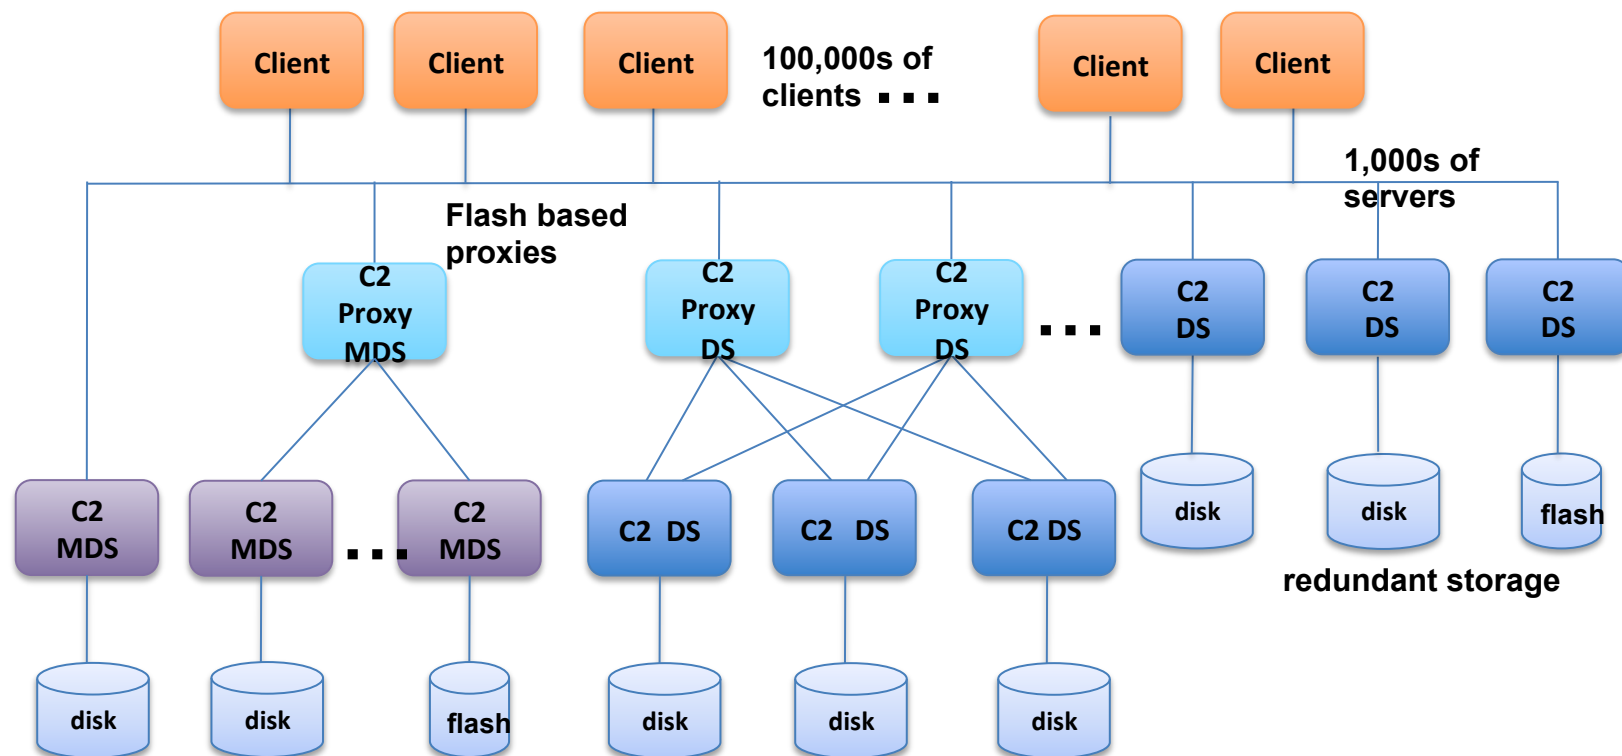 Client
Client
Client
100,000s of
clients ...
Client
Client
1,000s of
servers
Flash based
proxies
C2
Proxy
MDS
C2
Proxy
DS
C2
Proxy
DS
...
C2
DS
C2
DS
C2
DS
disk
disk
flash
redundant storage
C2
MDS
C2
MDS
...
C2
MDS
C2 DS
C2 DS
C2 DS
disk
disk
flash
disk
disk
disk